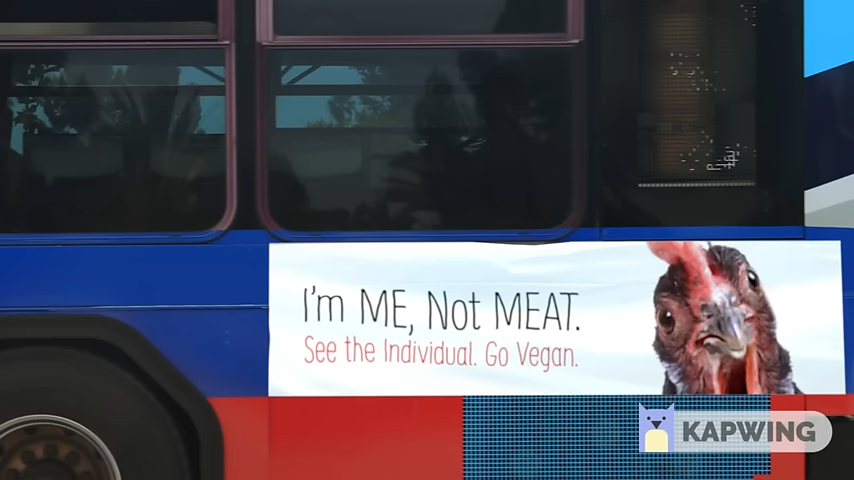 I'm ME, Not MEAT.
See the Individual. Go Vegan.
KAPWING